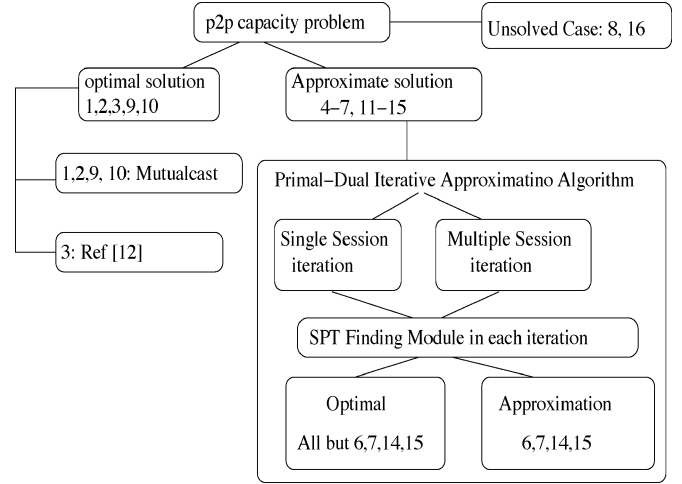 p2p capacity problem
Unsolved Case: 8, 16
optimal solution
1,2,3,9,10
Approximate solution
4–7, 11–15
1,2,9, 10: Mutualcast
3: Ref [12]
Primal–Dual Iterative Approximatino Algorithm
Single Session
iteration
Multiple Session
iteration
SPT Finding Module in each iteration
Optimal
All but 6,7,14,15
Approximation
6,7,14,15